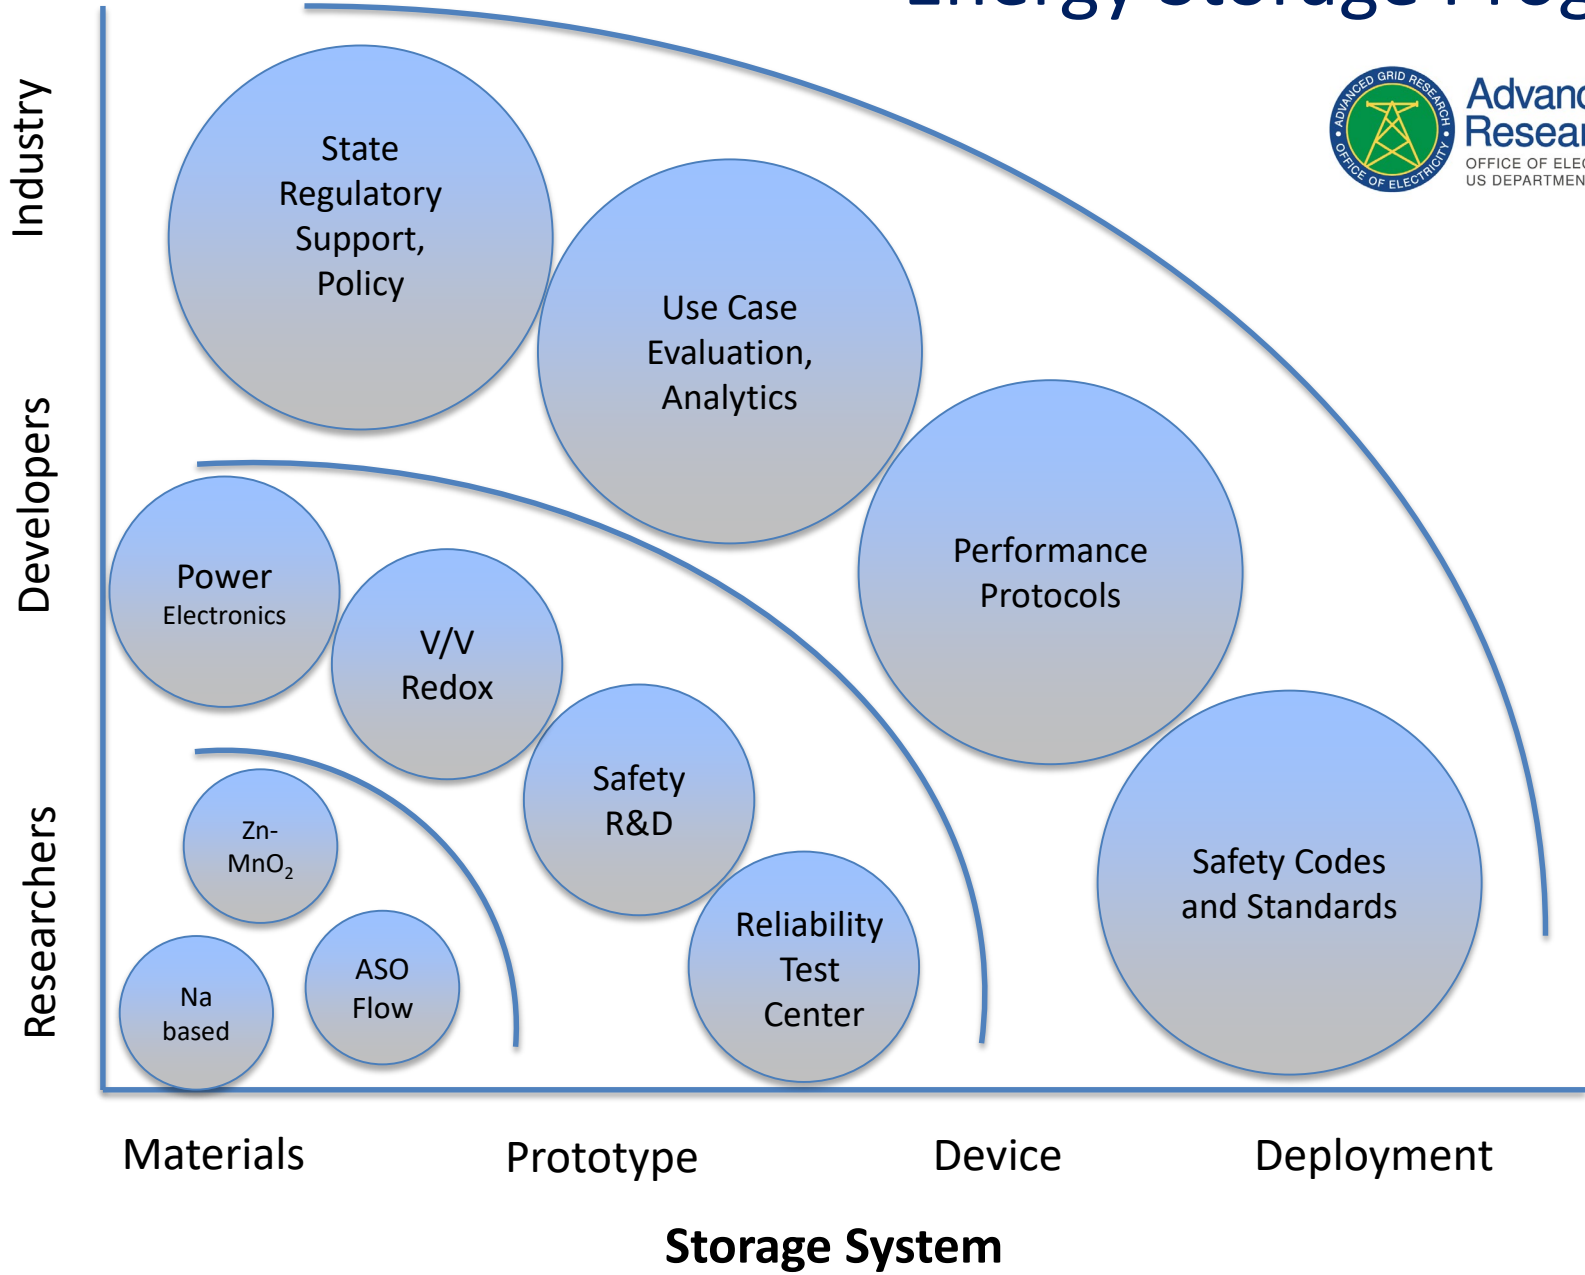 Energy Storage Prog
ADVANCED GRID RESEARCH
OFFICE OF ELECTRICITY
Advanc
Resear
OFFICE OF ELEC
US DEPARTMEN
Industry
Developers
Researchers
State
Regulatory
Support,
Policy
Use Case
Evaluation,
Analytics
Performance
Protocols
Safety Codes
and Standards
Power
Electronics
V/V
Redox
Safety
R&D
Reliability
Test
Center
Zn-
MnO₂
ASO
Flow
Na
based
Materials
Prototype
Device
Deployment
Storage System